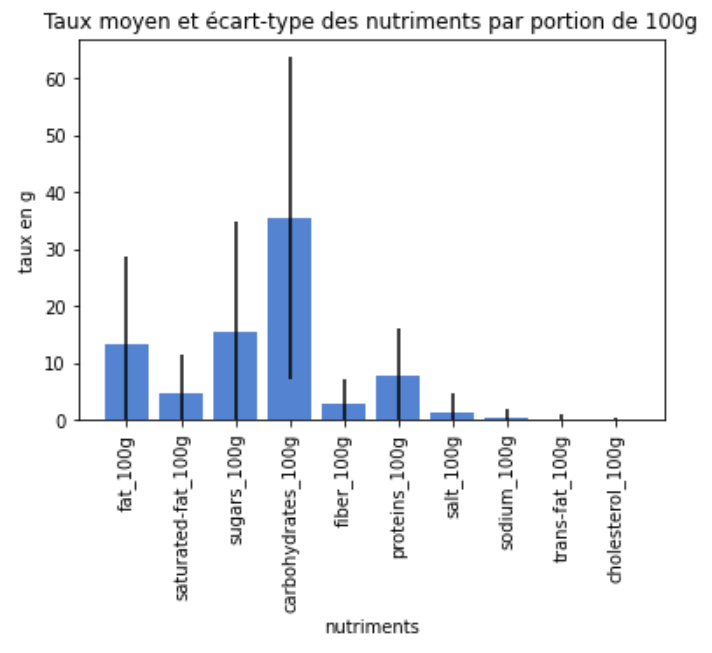 Taux moyen et écart-type des nutriments par portion de 100g
taux en g
60
50
40
30
20
10
0
fat_100g
saturated-fat_100g
sugars_100g
carbohydrates_100g
fiber_100g
proteins_100g
salt_100g
sodium_100g
trans-fat_100g
cholesterol_100g
nutriments